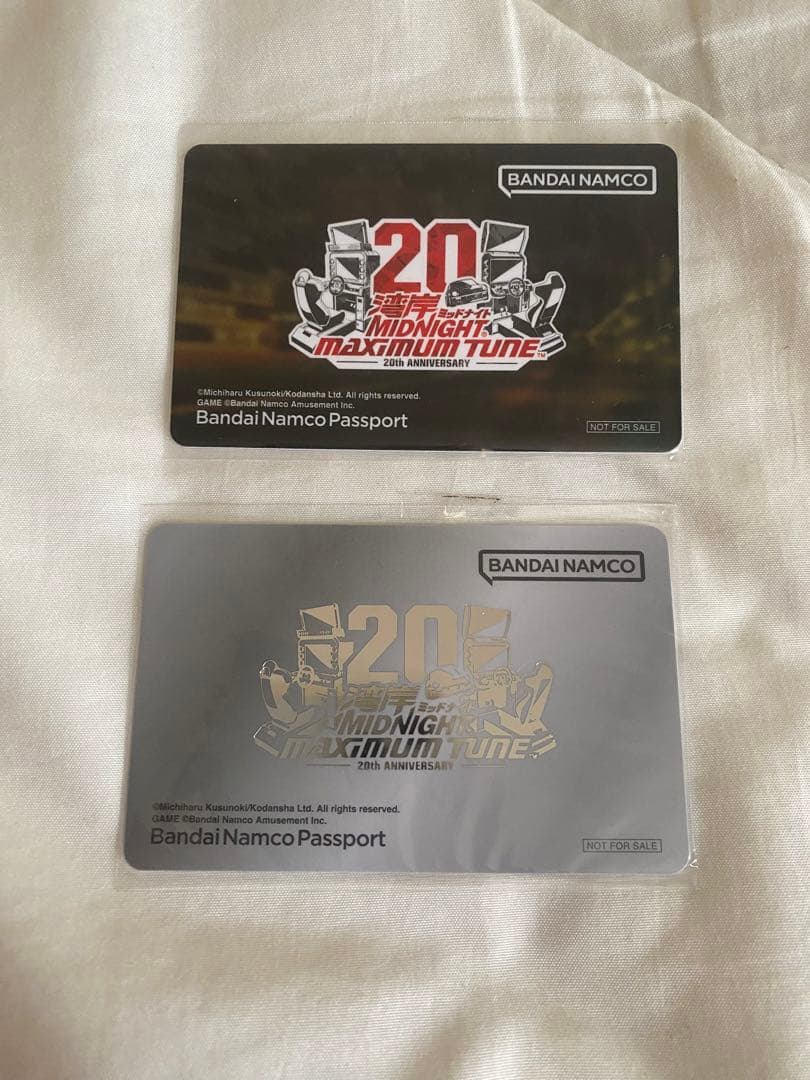 BANDAI NAMCO
20
湾岸 ミッドナイト
MIDNIGHT
MAXIMUM TUNE™
20th ANNIVERSARY
©Michiharu Kusunoki/Kodansha Ltd. All rights reserved.
GAME ©Bandai Namco Amusement Inc.
Bandai Namco Passport
NOT FOR SALE
BANDAI NAMCO
20
湾岸 ミッドナイト
MIDNIGHT
MAXIMUM TUNE™
20th ANNIVERSARY
©Michiharu Kusunoki/Kodansha Ltd. All rights reserved.
GAME ©Bandai Namco Amusement Inc.
Bandai Namco Passport
NOT FOR SALE